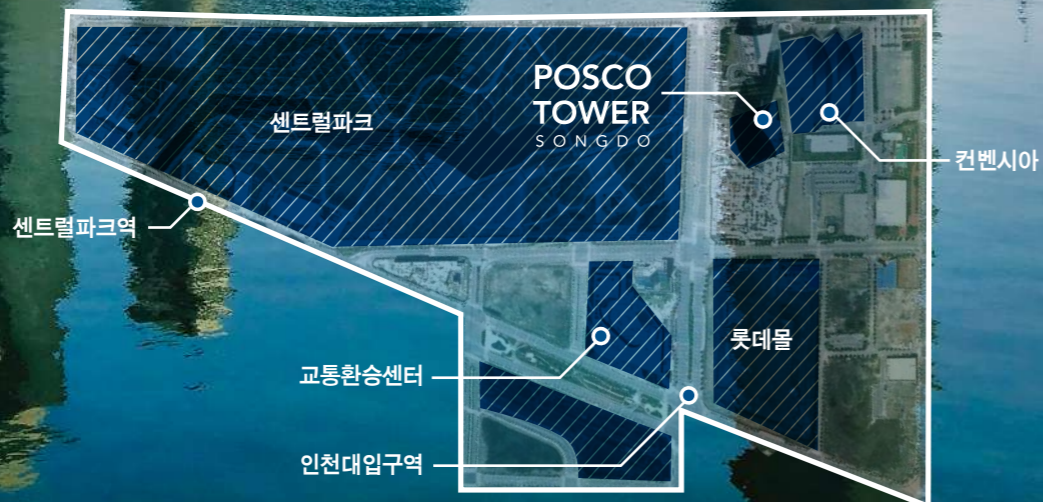 센트럴파크
POSCO
TOWER
SONGDO
컨벤시아
센트럴파크역
롯데몰
교통환승센터
인천대입구역